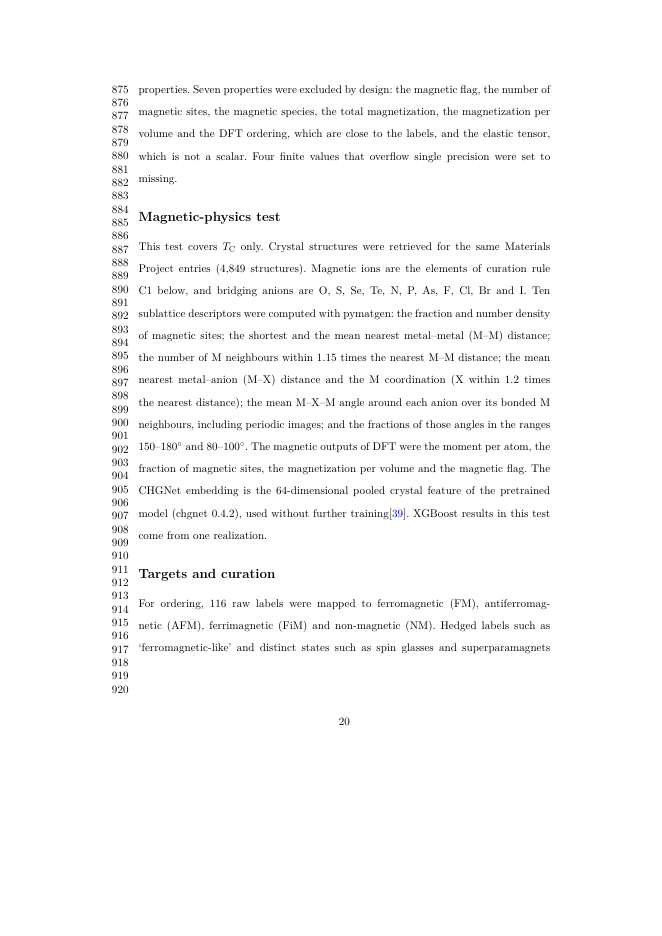 875 properties. Seven properties were excluded by design: the magnetic flag, the number of
876
877 magnetic sites, the magnetic species, the total magnetization, the magnetization per
878 volume and the DFT ordering, which are close to the labels, and the elastic tensor,
879
880 which is not a scalar. Four finite values that overflow single precision were set to
881
882 missing.
883
884 Magnetic-physics test
885
886
887 This test covers T_C only. Crystal structures were retrieved for the same Materials
888 Project entries (4,849 structures). Magnetic ions are the elements of curation rule
889
890 C1 below, and bridging anions are O, S, Se, Te, N, P, As, F, Cl, Br and I. Ten
891
892 sublattice descriptors were computed with pymatgen: the fraction and number density
893 of magnetic sites; the shortest and the mean nearest metal–metal (M–M) distance;
894
895 the number of M neighbours within 1.15 times the nearest M–M distance; the mean
896
897 nearest metal–anion (M–X) distance and the M coordination (X within 1.2 times
898 the nearest distance); the mean M–X–M angle around each anion over its bonded M
899
900 neighbours, including periodic images; and the fractions of those angles in the ranges
901
902 150–180° and 80–100°. The magnetic outputs of DFT were the moment per atom, the
903 fraction of magnetic sites, the magnetization per volume and the magnetic flag. The
904
905 CHGNet embedding is the 64-dimensional pooled crystal feature of the pretrained
906
907 model (chgnet 0.4.2), used without further training[39]. XGBoost results in this test
908 come from one realization.
909
910
911 Targets and curation
912
913 For ordering, 116 raw labels were mapped to ferromagnetic (FM), antiferromag-
914
915 netic (AFM), ferrimagnetic (FiM) and non-magnetic (NM). Hedged labels such as
916
917 ‘ferromagnetic-like’ and distinct states such as spin glasses and superparamagnets
918
919
920
20